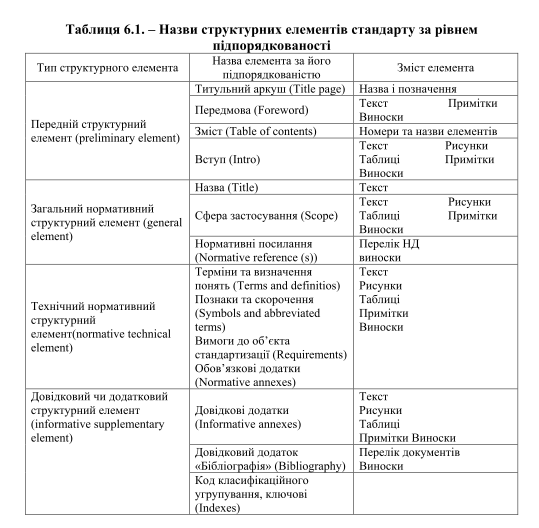 Таблиця 6.1. – Назви структурних елементів стандарту за рівнем
підпорядкованості
Тип структурного елемента
Назва елемента за його
підпорядкованістю
Зміст елемента
Передній структурний
елемент (preliminary element)
Титульний аркуш (Title page)
Назва і позначення
Передмова (Foreword)
Текст Примітки
Виноски
Зміст (Table of contents)
Номери та назви елементів
Вступ (Intro)
Текст Рисунки
Таблиці Примітки
Виноски
Загальний нормативний
структурний елемент (general
element)
Назва (Title)
Текст
Сфера застосування (Scope)
Текст Рисунки
Таблиці Примітки
Виноски
Нормативні посилання
(Normative reference (s))
Перелік НД
виноски
Технічний нормативний
структурний
елемент(normative technical
element)
Терміни та визначення
понять (Terms and definitios)
Познаки та скорочення
(Symbols and abbreviated
terms)
Вимоги до об’єкта
стандартизації (Requirements)
Обов’язкові додатки
(Normative annexes)
Текст
Рисунки
Таблиці
Примітки
Виноски
Довідковий чи додатковий
структурний елемент
(informative supplementary
element)
Довідкові додатки
(Informative annexes)
Текст
Рисунки
Таблиці
Примітки Виноски
Довідковий додаток
«Бібліографія» (Bibliography)
Перелік документів
Виноски
Код класифікаційного
угрупування, ключові
(Indexes)